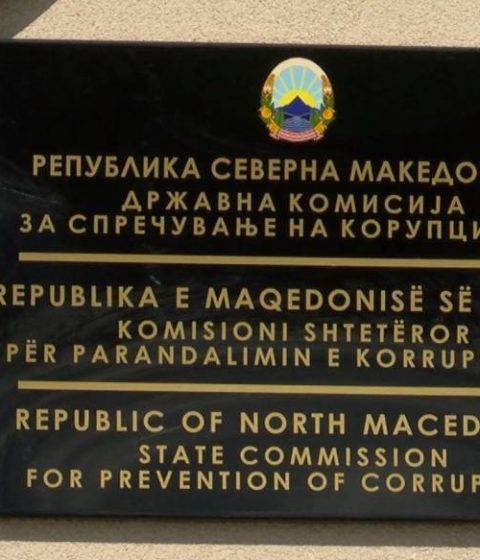 РЕПУБЛИКА СЕВЕРНА МАКЕДО
ДРЖАВНА КОМИСИЈА
ЗА СПРЕЧУВАЊЕ НА КОРУПЦИ
REPUBLIKA E MAQEDONISË SË
KOMISIONI SHTETËROR
PËR PARANDALIMIN E KORRUP
REPUBLIC OF NORTH MACED
STATE COMMISSION
FOR PREVENTION OF CORRUP